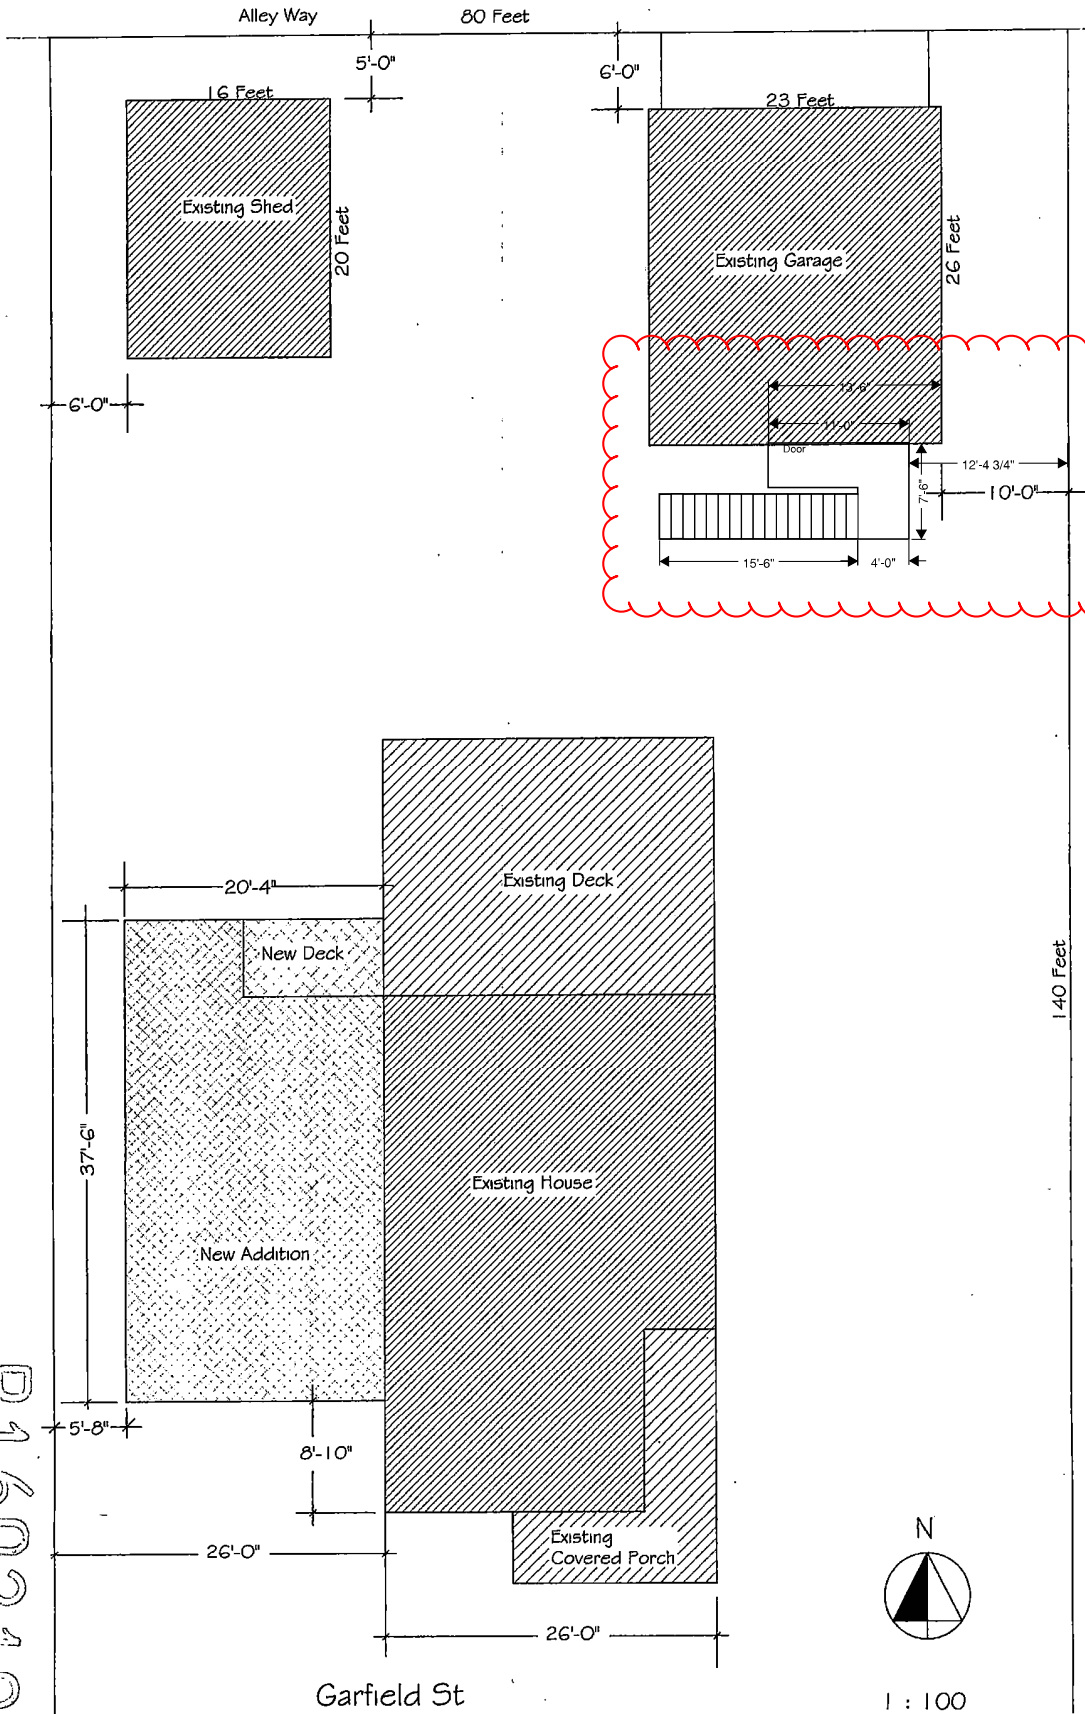 Alley Way
80 Feet
5'-0"
6'-0"
16 Feet
23 Feet
Existing Shed
20 Feet
Existing Garage
26 Feet
6'-0"
13'-6"
11'-0"
Door
12'-4 3/4"
7'-6"
10'-0"
15'-6"
4'-0"
20'-4"
Existing Deck
New Deck
140 Feet
37'-6"
Existing House
New Addition
5'-8"
8'-10"
N
Existing
Covered Porch
26'-0"
26'-0"
Garfield St
1 : 100